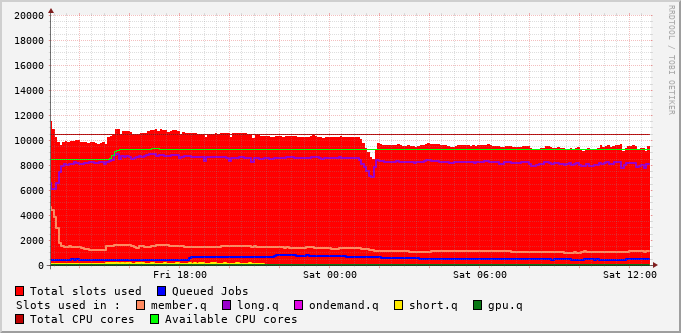 20000
18000
16000
14000
12000
10000
8000
6000
4000
2000
0
Fri 18:00 Sat 00:00 Sat 06:00 Sat 12:00
Total slots used Queued Jobs
Slots used in : member.q long.q ondemand.q short.q gpu.q
Total CPU cores Available CPU cores
RRDTOOL / TOBI OETIKER